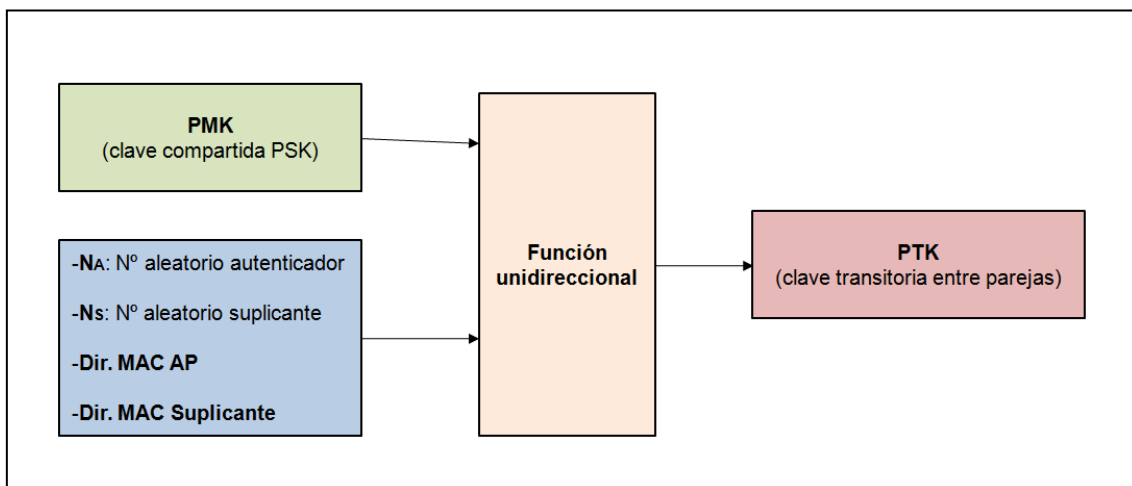 PMK
(clave compartida PSK)
-NA: Nº aleatorio autenticador
-Ns: Nº aleatorio suplicante
-Dir. MAC AP
-Dir. MAC Suplicante
Función
unidireccional
PTK
(clave transitoria entre parejas)